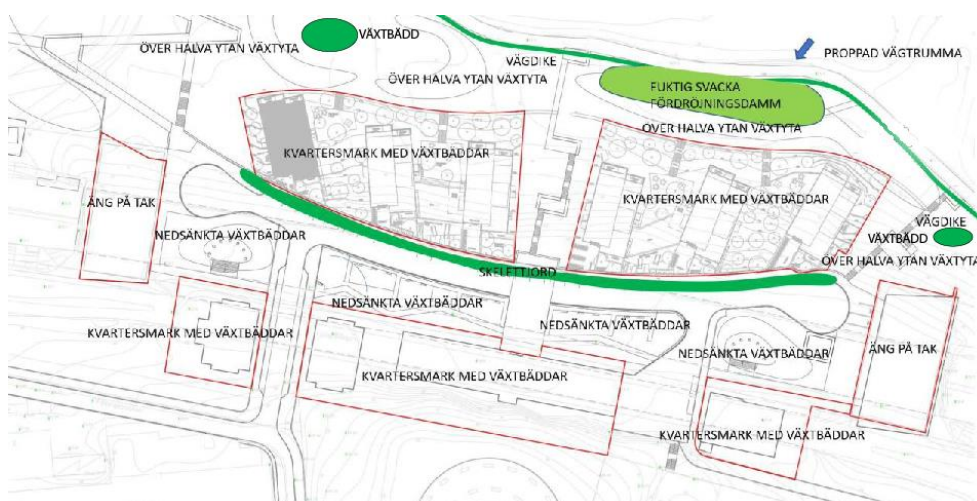 VÄXTBÄDD
ÖVER HALVA YTAN VÄXTYTA
VÄGDIKE
PROPPAD VÄGTRUMMA
ÖVER HALVA YTAN VÄXTYTA
FUKTIG SVACKA
FÖRDRÖJNINGSDAMM
ÖVER HALVA YTAN VÄXTYTA
KVARTERSMARK MED VÄXTBÄDDAR
KVARTERSMARK MED VÄXTBÄDDAR
ÄNG PÅ TAK
VÄGDIKE
NEDSÄNKTA VÄXTBÄDDAR
VÄXTBÄDD
ÖVER HALVA YTAN VÄXTYTA
SKELETTJORD
NEDSÄNKTA VÄXTBÄDDAR
NEDSÄNKTA VÄXTBÄDDAR
KVARTERSMARK MED VÄXTBÄDDAR
NEDSÄNKTA VÄXTBÄDDAR
ÄNG PÅ TAK
KVARTERSMARK MED VÄXTBÄDDAR
KVARTERSMARK MED VÄXTBÄDDAR